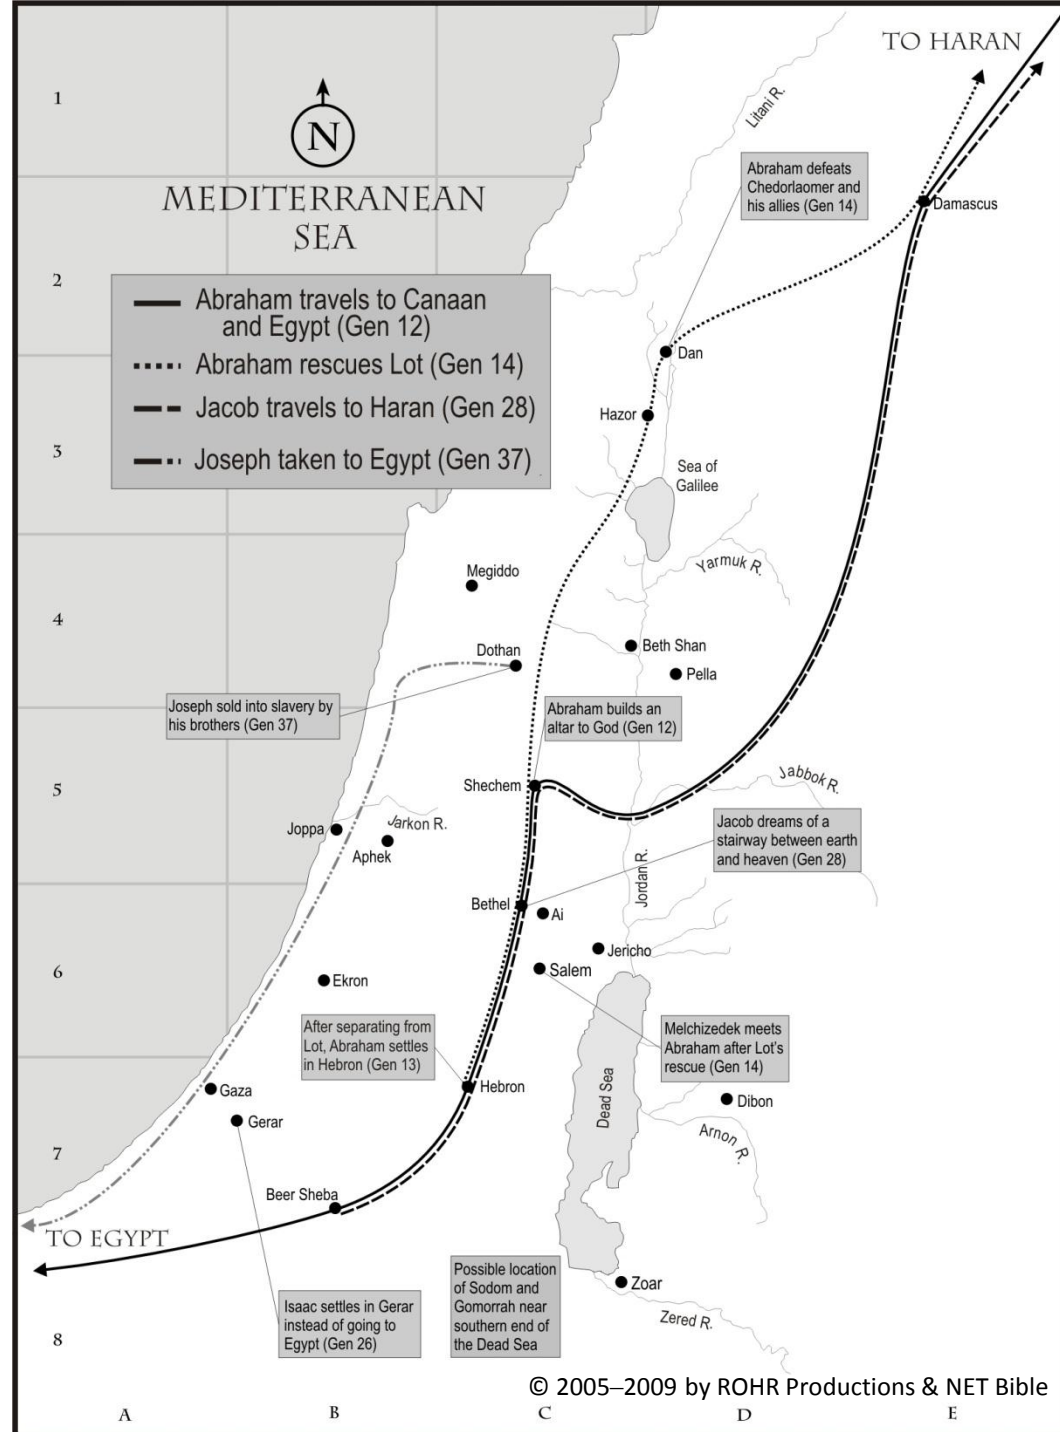 TO HARAN
1
N
Litani R.
MEDITERRANEAN
SEA
Abraham defeats
Chedorlaomer and
his allies (Gen 14)
Damascus
2
Abraham travels to Canaan
and Egypt (Gen 12)
Abraham rescues Lot (Gen 14)
Jacob travels to Haran (Gen 28)
Joseph taken to Egypt (Gen 37)
Dan
Hazor
3
Sea of
Galilee
Megiddo
Yarmuk R.
4
Dothan
Beth Shan
Pella
Joseph sold into slavery by
his brothers (Gen 37)
Abraham builds an
altar to God (Gen 12)
Shechem
5
Jabbok R.
Joppa
Jarkon R.
Aphek
Jacob dreams of a
stairway between earth
and heaven (Gen 28)
Jordan R.
Bethel
Ai
Jericho
6
Salem
Ekron
After separating from
Lot, Abraham settles
in Hebron (Gen 13)
Melchizedek meets
Abraham after Lot's
rescue (Gen 14)
Gaza
Hebron
Dead Sea
Dibon
Gerar
Arnon R.
7
Beer Sheba
TO EGYPT
Possible location
of Sodom and
Gomorrah near
southern end of
the Dead Sea
Zoar
Isaac settles in Gerar
instead of going to
Egypt (Gen 26)
Zered R.
8
© 2005–2009 by ROHR Productions & NET Bible
A
B
C
D
E